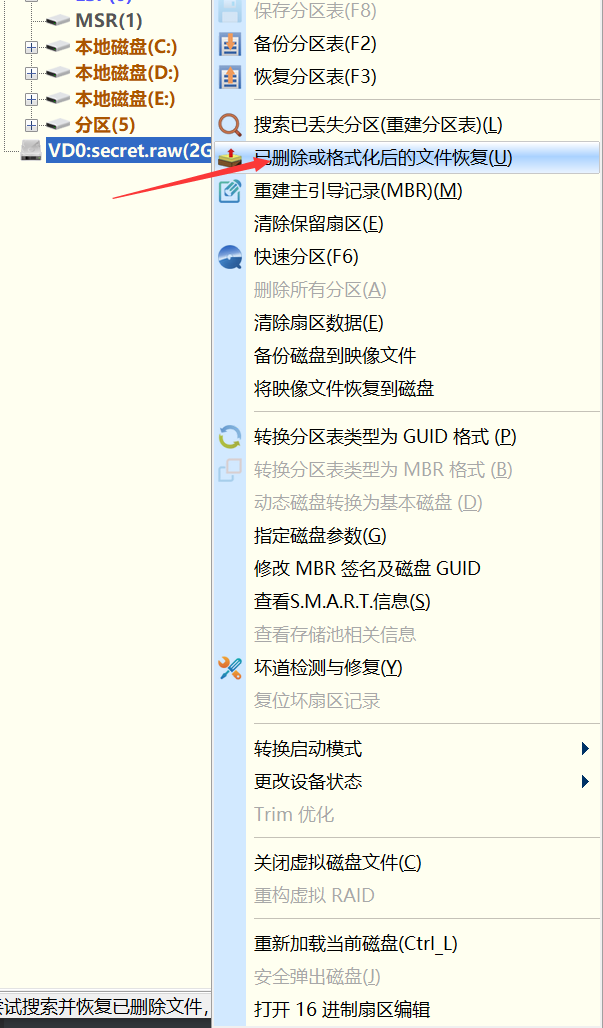 MSR(1)
本地磁盘(C:)
本地磁盘(D:)
本地磁盘(E:)
分区(5)
VD0:secret.raw(2G
保存分区表(F8)
备份分区表(F2)
恢复分区表(F3)
搜索已丢失分区(重建分区表)(L)
已删除或格式化后的文件恢复(U)
重建主引导记录(MBR)(M)
清除保留扇区(E)
快速分区(F6)
删除所有分区(A)
清除扇区数据(E)
备份磁盘到映像文件
将映像文件恢复到磁盘
转换分区表类型为 GUID 格式 (P)
转换分区表类型为 MBR 格式 (B)
动态磁盘转换为基本磁盘 (D)
指定磁盘参数(G)
修改 MBR 签名及磁盘 GUID
查看S.M.A.R.T.信息(S)
查看存储池相关信息
坏道检测与修复(Y)
复位坏扇区记录
转换启动模式
更改设备状态
Trim 优化
关闭虚拟磁盘文件(C)
重构虚拟 RAID
重新加载当前磁盘(Ctrl_L)
安全弹出磁盘(J)
打开 16 进制扇区编辑
试搜索并恢复已删除文件，